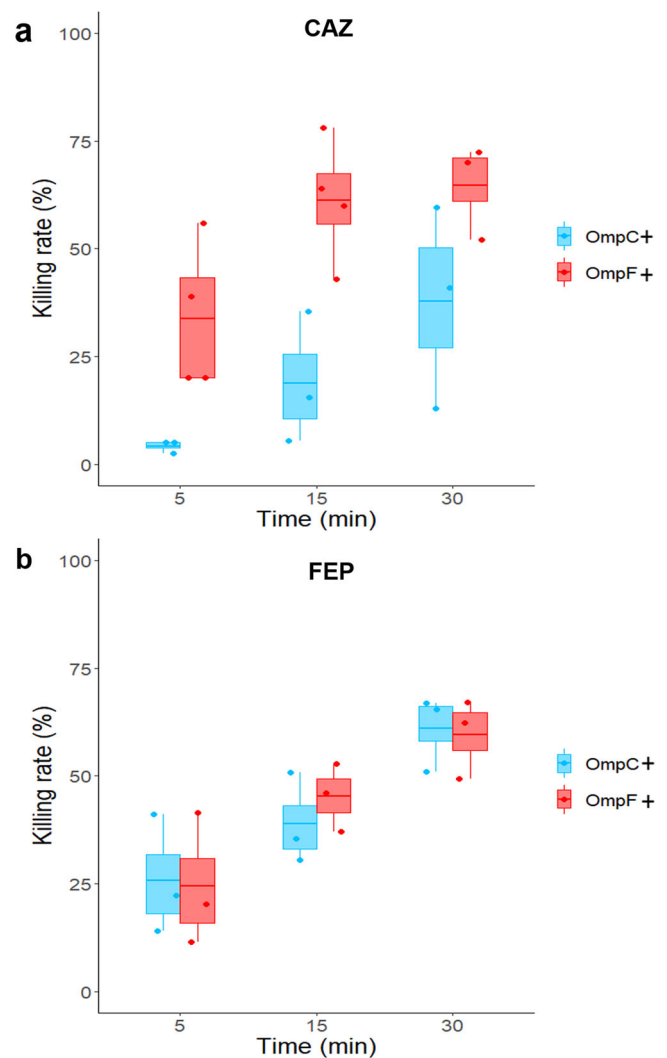 a
CAZ
100
75
50
25
0
Killing rate (%)
5 15 30
Time (min)
OmpC+
OmpF+
b
FEP
100
75
50
25
0
Killing rate (%)
5 15 30
Time (min)
OmpC+
OmpF+